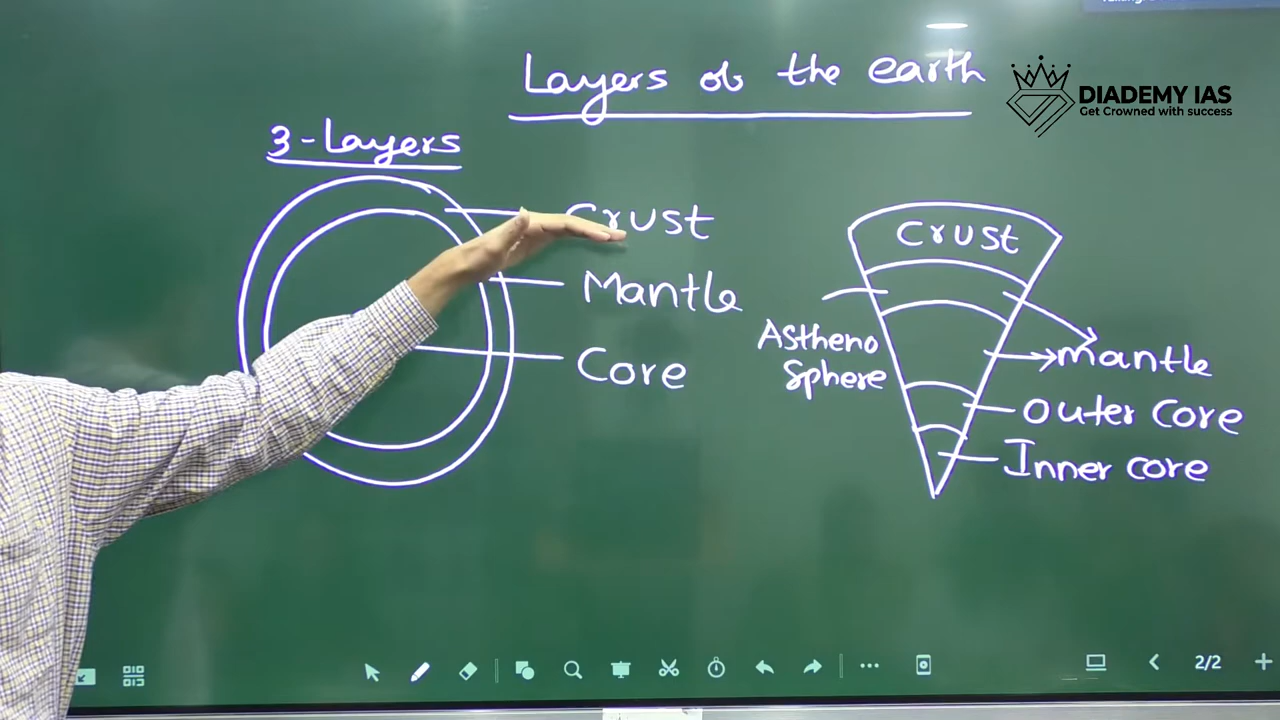 Layers of the earth
DIADEMY IAS
Get Crowned with success
3-Layers
Crust
Mantle
Core
Crust
Astheno
Sphere
mantle
Outer Core
Inner core
2/2